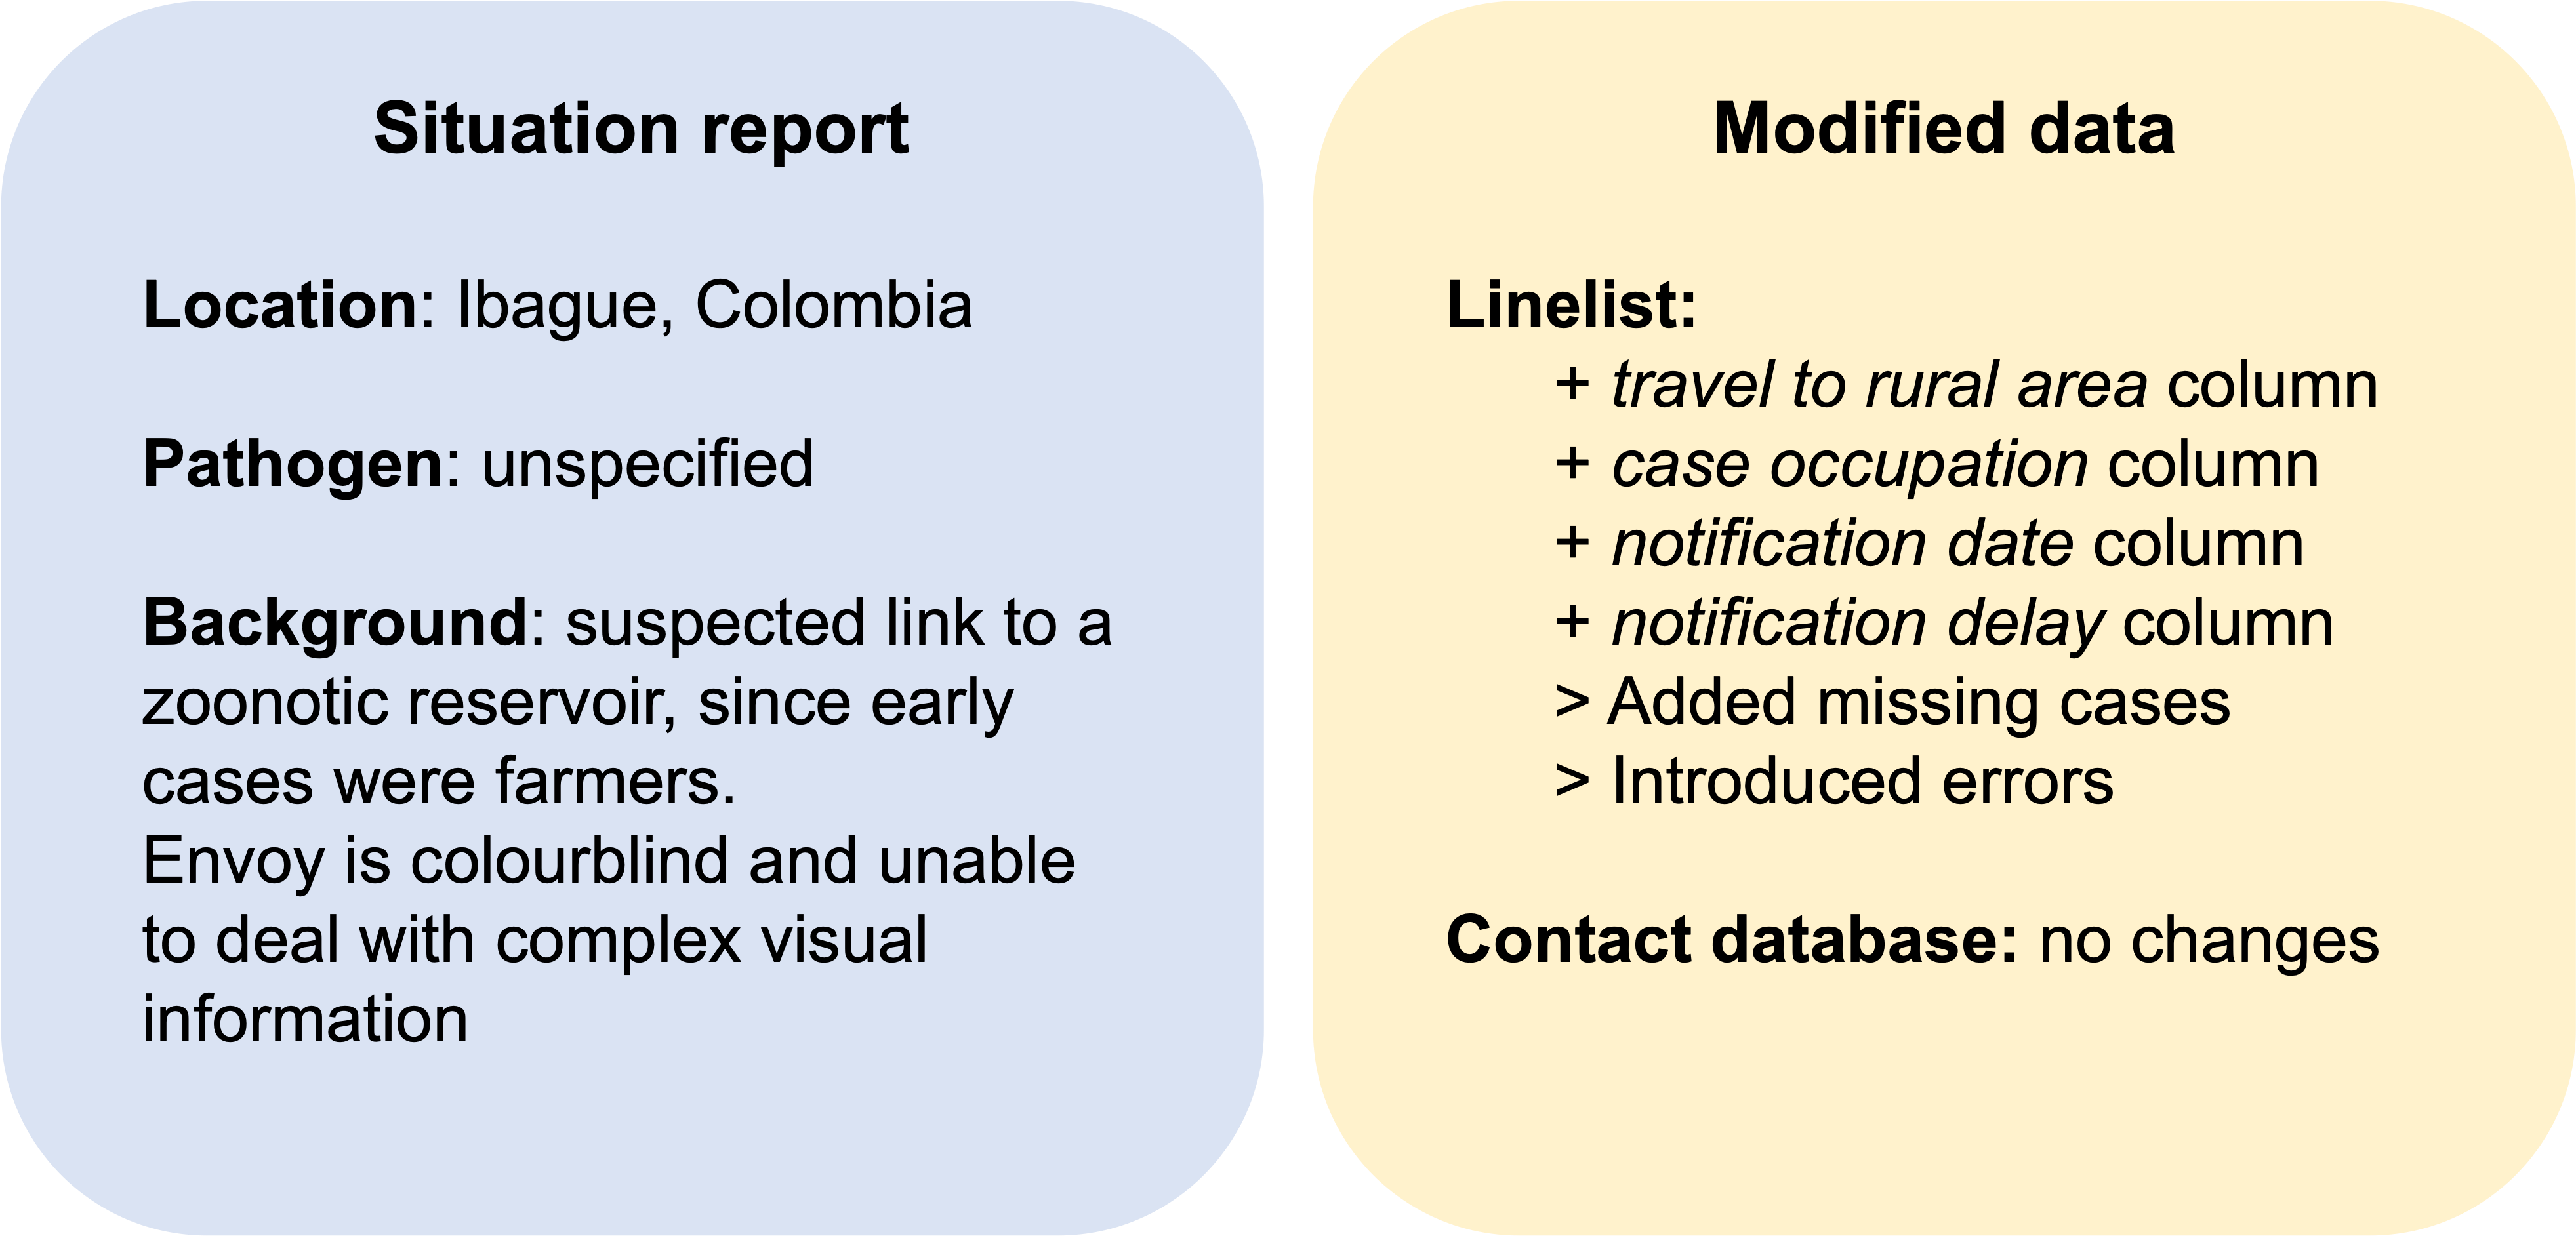 Situation report
Location: Ibague, Colombia
Pathogen: unspecified
Background: suspected link to a
zoonotic reservoir, since early
cases were farmers.
Envoy is colourblind and unable
to deal with complex visual
information
Modified data
Linelist:
+ travel to rural area column
+ case occupation column
+ notification date column
+ notification delay column
> Added missing cases
> Introduced errors
Contact database: no changes